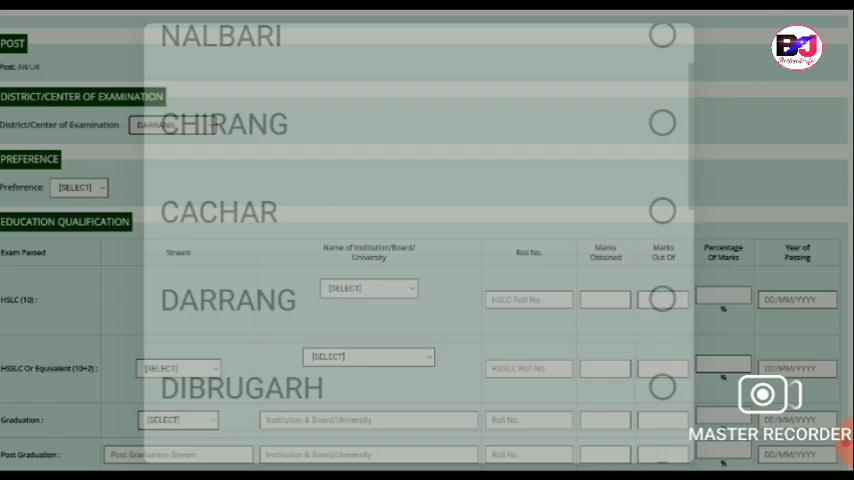 NALBARI
POST
Post: AB/UB
DISTRICT/CENTER OF EXAMINATION
District/Center of Examination :
DARRANG
CHIRANG
PREFERENCE
Preference: [SELECT]
CACHAR
EDUCATION QUALIFICATION
Exam Passed Stream Name of Institution/Board/ University Roll No. Marks Obtained Marks Out Of Percentage Of Marks Year of Passing
HSLC (10) : [SELECT] HSLC Roll No. % DD/MM/YYYY
DARRANG
HSSLC Or Equivalent (10+2) : [SELECT] [SELECT] HSSLC Roll No. % DD/MM/YYYY
DIBRUGARH
Graduation : [SELECT] Institution & Board/University Roll No. DD/MM/YYYY
Post Graduation : Post Graduation Stream Institution & Board/University Roll No. % DD/MM/YYYY
BJ
MASTER RECORDER